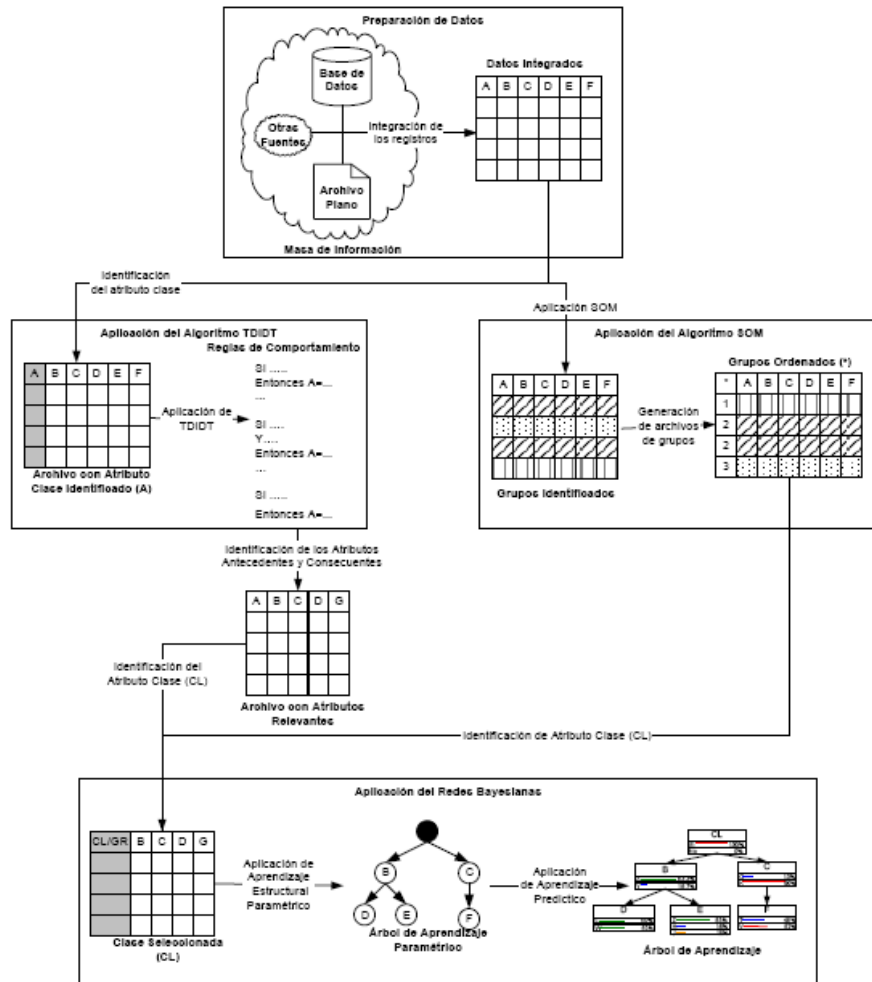 Preparación de Datos
Base de
Datos
Otras
Fuentes
Archivo
Plano
Masa de Información
Integración de
los registros
Datos Integrados
A B C D E F
Identificación
del atributo clase
Aplicación SOM
Aplicación del Algoritmo TDIDT
Reglas de Comportamiento
A B C D E F
Aplicación de
TDIDT
Archivo con Atributo
Clase Identificado (A)
SI .....
Entonces A=...
...
SI ....
Y....
Entonces A=...
...
SI .....
Entonces A=...
Aplicación del Algoritmo SOM
A B C D E F
Grupos Identificados
Generación
de archivos
de grupos
Grupos Ordenados (*)
* A B C D E F
1
2
2
3
Identificación de los Atributos
Antecedentes y Consecuentes
A B C D G
Archivo con Atributos
Relevantes
Identificación del
Atributo Clase (CL)
Identificación de Atributo Clase (CL)
Aplicación del Redes Bayesianas
CL/GR B C D G
Clase Seleccionada
(CL)
Aplicación de
Aprendizaje
Estructural
Paramétrico
B
C
D
E
F
Árbol de Aprendizaje
Paramétrico
Aplicación
de Aprendizaje
Predictico
CL
B
C
D
E
Árbol de Aprendizaje